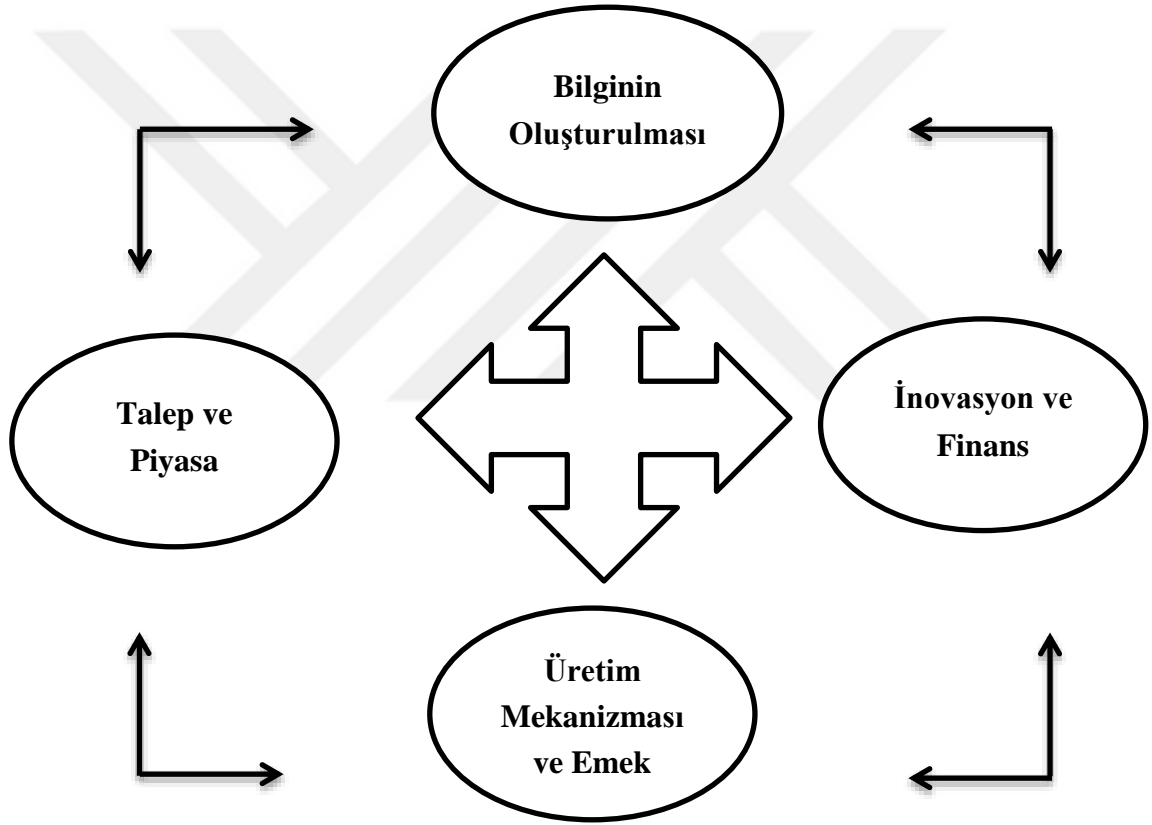 Bilginin
Oluşturulması
Talep ve
Piyasa
İnovasyon ve
Finans
Üretim
Mekanizması
ve Emek